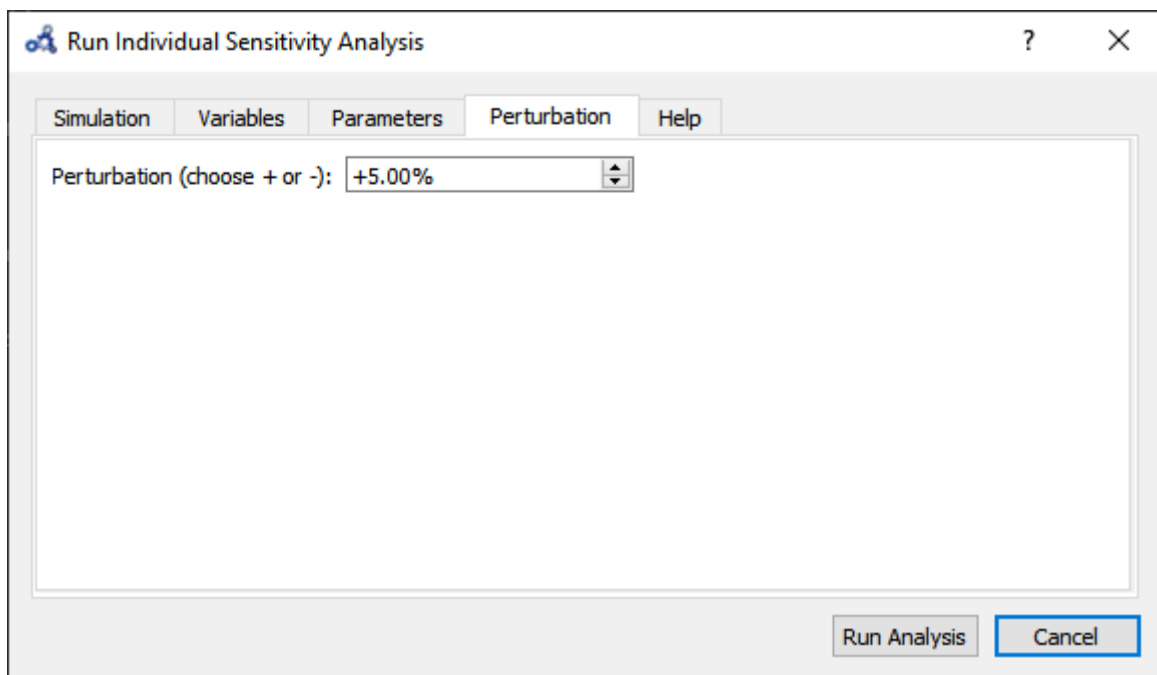 Run Individual Sensitivity Analysis ?
Simulation Variables Parameters Perturbation Help
Perturbation (choose + or -): +5.00%
Run Analysis Cancel